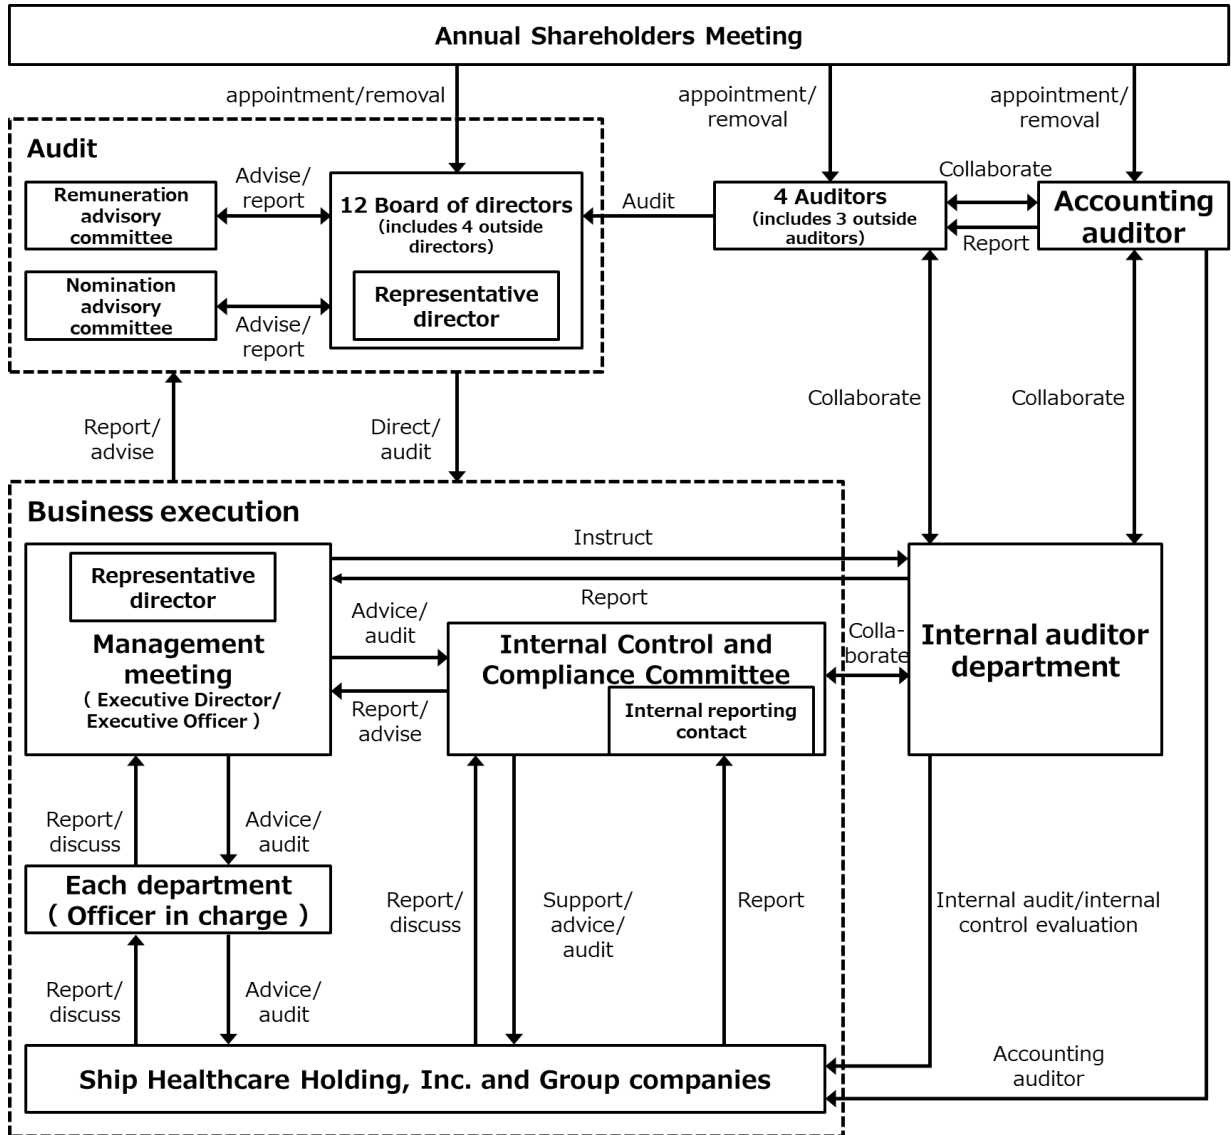 Annual Shareholders Meeting
appointment/removal
appointment/
removal
appointment/
removal
Audit
Remuneration
advisory
committee
Advise/
report
12 Board of directors
(includes 4 outside
directors)
Audit
4 Auditors
(includes 3 outside
auditors)
Collaborate
Report
Accounting
auditor
Nomination
advisory
committee
Advise/
report
Representative
director
Report/
advise
Direct/
audit
Collaborate
Collaborate
Business execution
Representative
director
Management
meeting
( Executive Director/
Executive Officer )
Instruct
Report
Advice/
audit
Report/
advise
Internal Control and
Compliance Committee
Internal reporting
contact
Colla-
borate
Internal auditor
department
Report/
discuss
Advice/
audit
Each department
( Officer in charge )
Report/
discuss
Advice/
audit
Report/
discuss
Support/
advice/
audit
Report
Internal audit/internal
control evaluation
Accounting
auditor
Ship Healthcare Holding, Inc. and Group companies